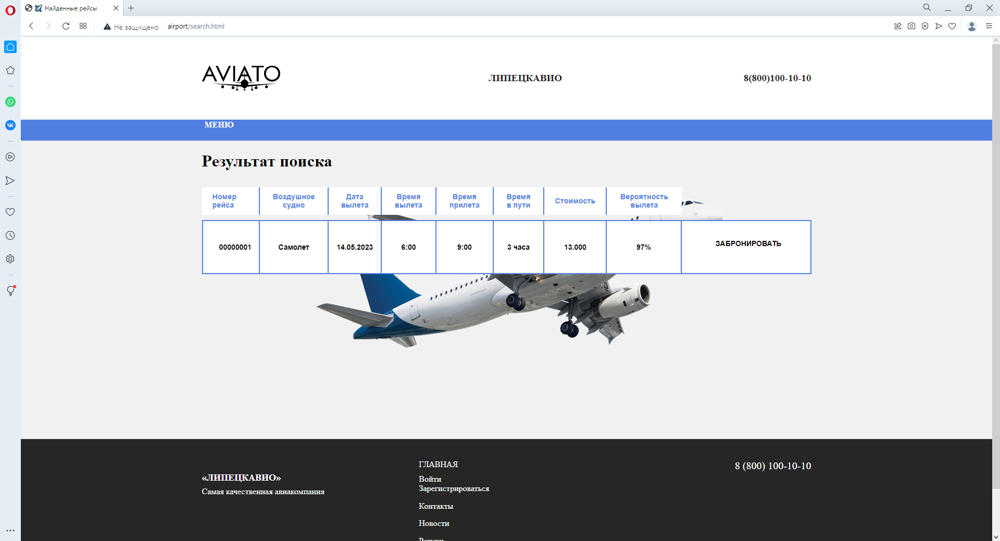 Найденные рейсы
Не защищено airport/search.html
AVIATO
ЛИПЕЦКАВИО
8(800)100-10-10
МЕНЮ
Результат поиска
Номер рейса
Воздушное судно
Дата вылета
Время вылета
Время прилета
Время в пути
Стоимость
Вероятность вылета
00000001
Самолет
14.05.2023
6:00
9:00
3 часа
13.000
97%
ЗАБРОНИРОВАТЬ
«ЛИПЕЦКАВИО»
Самая качественная авиакомпания
ГЛАВНАЯ
Войти
Зарегистрироваться
Контакты
Новости
8 (800) 100-10-10